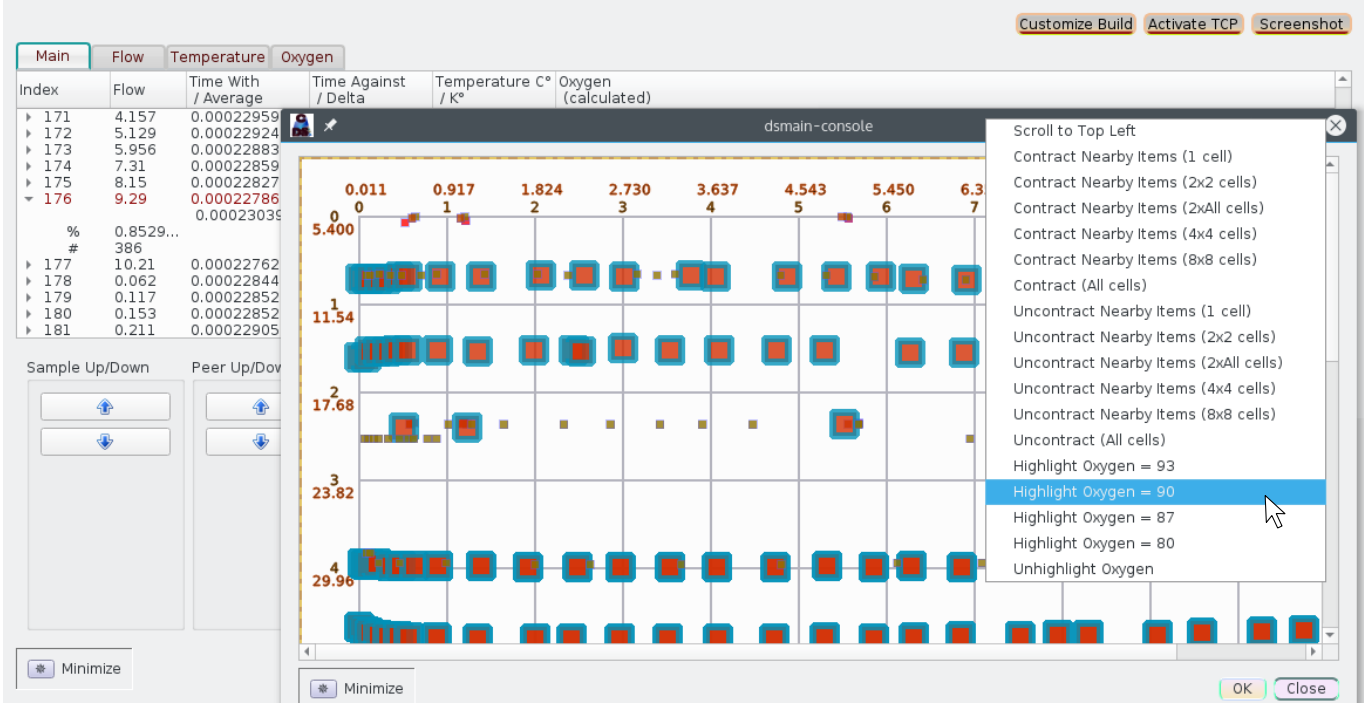 Customize Build Activate TCP Screenshot
Main Flow Temperature Oxygen
Index Flow Time With / Average Time Against / Delta Temperature C° / K° Oxygen (calculated)
171 4.157 0.00022959
172 5.129 0.00022924
173 5.956 0.00022883
174 7.31 0.00022859
175 8.15 0.00022827
176 9.29 0.00022786
0.00023039
% 0.8529...
# 386
177 10.21 0.00022762
178 0.062 0.00022844
179 0.117 0.00022852
180 0.153 0.00022852
181 0.211 0.00022905
Sample Up/Down Peer Up/Dow
Minimize
dsmain-console
0.011 0.917 1.824 2.730 3.637 4.543 5.450 6.3
0 1 2 3 4 5 6 7
0
5.400
1
11.54
2
17.68
3
23.82
4
29.96
Scroll to Top Left
Contract Nearby Items (1 cell)
Contract Nearby Items (2x2 cells)
Contract Nearby Items (2xAll cells)
Contract Nearby Items (4x4 cells)
Contract Nearby Items (8x8 cells)
Contract (All cells)
Uncontract Nearby Items (1 cell)
Uncontract Nearby Items (2x2 cells)
Uncontract Nearby Items (2xAll cells)
Uncontract Nearby Items (4x4 cells)
Uncontract Nearby Items (8x8 cells)
Uncontract (All cells)
Highlight Oxygen = 93
Highlight Oxygen = 90
Highlight Oxygen = 87
Highlight Oxygen = 80
Unhighlight Oxygen
Minimize
OK Close